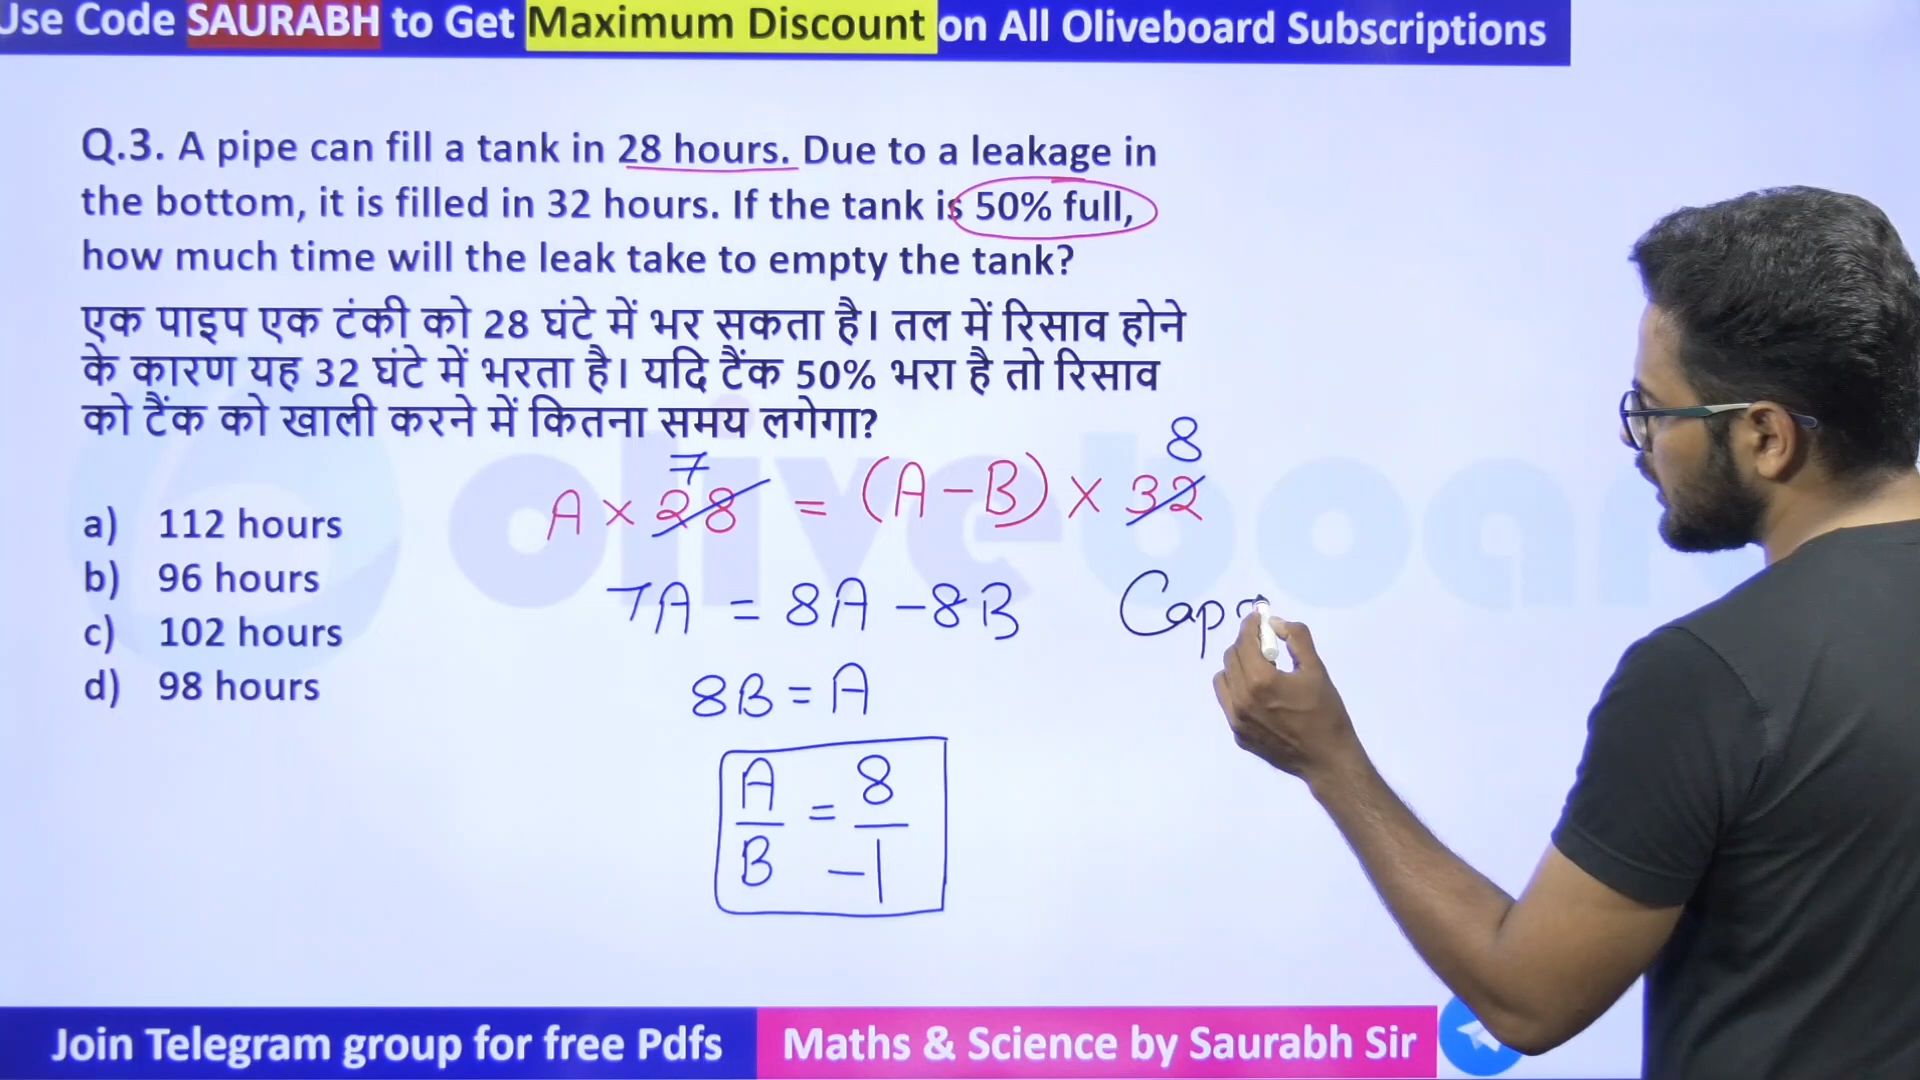 Use Code SAURABH to Get Maximum Discount on All Oliveboard Subscriptions
Q.3. A pipe can fill a tank in 28 hours. Due to a leakage in
the bottom, it is filled in 32 hours. If the tank is 50% full,
how much time will the leak take to empty the tank?
एक पाइप एक टंकी को 28 घंटे में भर सकता है। तल में रिसाव होने
के कारण यह 32 घंटे में भरता है। यदि टैंक 50% भरा है तो रिसाव
को टैंक को खाली करने में कितना समय लगेगा?
a) 112 hours
b) 96 hours
c) 102 hours
d) 98 hours
7 8
A × 28 = (A - B) × 32
7A = 8A - 8B
8B = A
A/B = 8/-1
Cap
oliveboar
Join Telegram group for free Pdfs
Maths & Science by Saurabh Sir